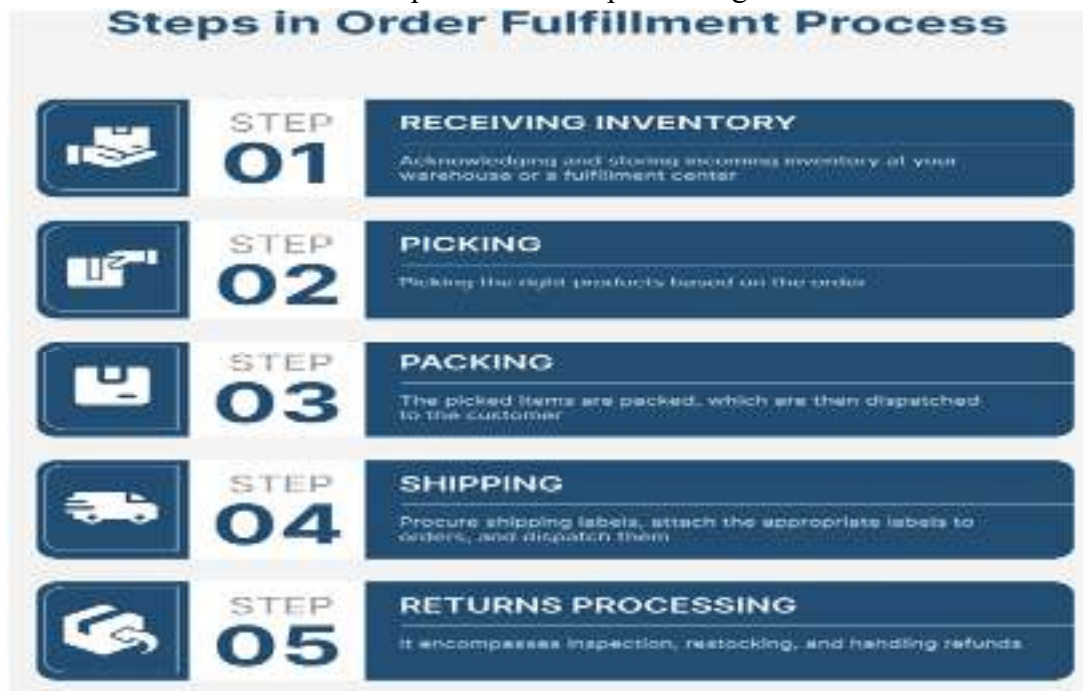 Steps in Order Fulfillment Process
STEP
01
RECEIVING INVENTORY
Acknowledging and storing incoming inventory at your
warehouse or a fulfillment center
STEP
02
PICKING
Picking the right products based on the order
STEP
03
PACKING
The picked items are packed, which are then dispatched
to the customer
STEP
04
SHIPPING
Procure shipping labels, attach the appropriate labels to
orders, and dispatch them
STEP
05
RETURNS PROCESSING
It encompasses inspection, restocking, and handling refunds